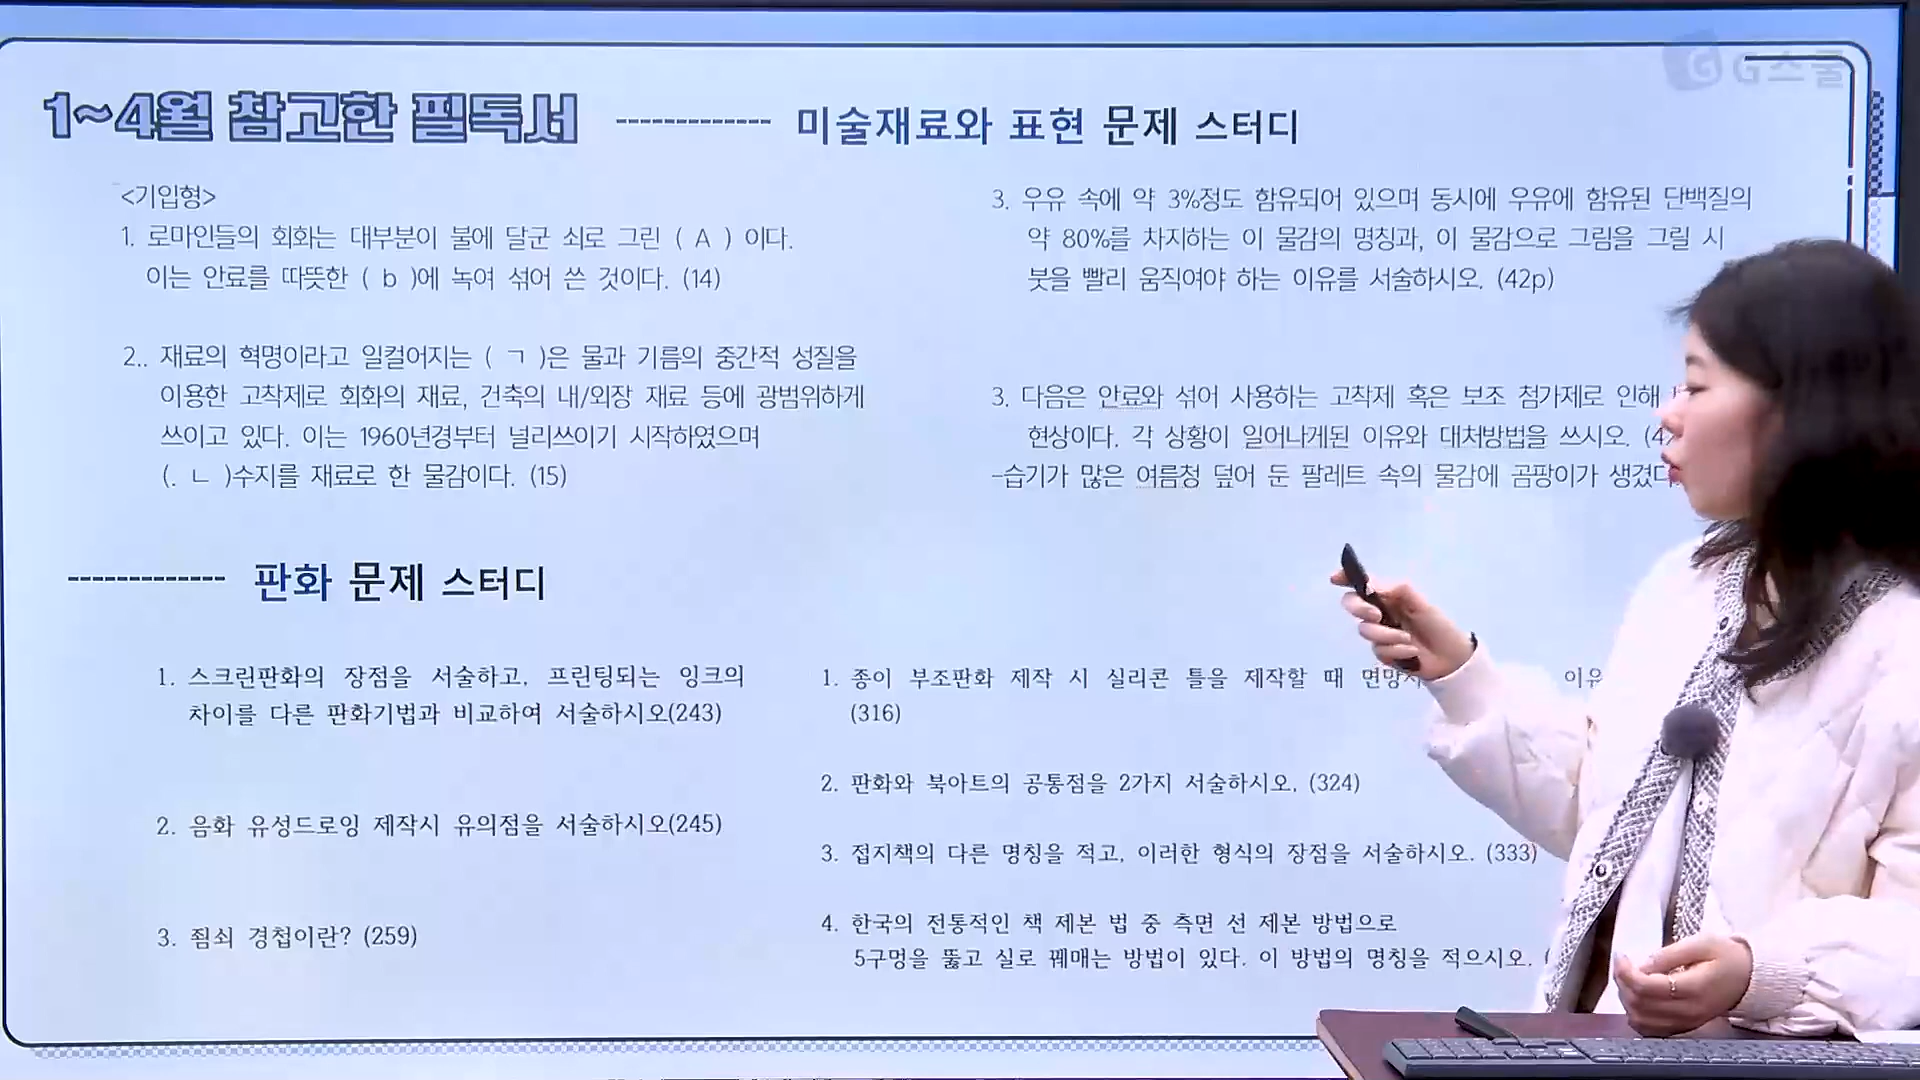 G스쿨
1~4월 참고한 필독서 ------------- 미술재료와 표현 문제 스터디
<기입형>
1. 로마인들의 회화는 대부분이 불에 달군 쇠로 그린 ( A ) 이다.
이는 안료를 따뜻한 ( b )에 녹여 섞어 쓴 것이다. (14)
2.. 재료의 혁명이라고 일컬어지는 ( ㄱ )은 물과 기름의 중간적 성질을
이용한 고착제로 회화의 재료, 건축의 내/외장 재료 등에 광범위하게
쓰이고 있다. 이는 1960년경부터 널리쓰이기 시작하였으며
(. ㄴ )수지를 재료로 한 물감이다. (15)
3. 우유 속에 약 3%정도 함유되어 있으며 동시에 우유에 함유된 단백질의
약 80%를 차지하는 이 물감의 명칭과, 이 물감으로 그림을 그릴 시
붓을 빨리 움직여야 하는 이유를 서술하시오. (42p)
3. 다음은 안료와 섞어 사용하는 고착제 혹은 보조 첨가제로 인해
현상이다. 각 상황이 일어나게된 이유와 대처방법을 쓰시오.
-습기가 많은 여름청 덮어 둔 팔레트 속의 물감에 곰팡이가 생겼다
------------- 판화 문제 스터디
1. 스크린판화의 장점을 서술하고, 프린팅되는 잉크의
차이를 다른 판화기법과 비교하여 서술하시오(243)
2. 음화 유성드로잉 제작시 유의점을 서술하시오(245)
3. 죔쇠 경첩이란? (259)
1. 종이 부조판화 제작 시 실리콘 틀을 제작할 때 면망사 이유
(316)
2. 판화와 북아트의 공통점을 2가지 서술하시오, (324)
3. 접지책의 다른 명칭을 적고, 이러한 형식의 장점을 서술하시오. (333)
4. 한국의 전통적인 책 제본 법 중 측면 선 제본 방법으로
5구멍을 뚫고 실로 꿰매는 방법이 있다. 이 방법의 명칭을 적으시오.